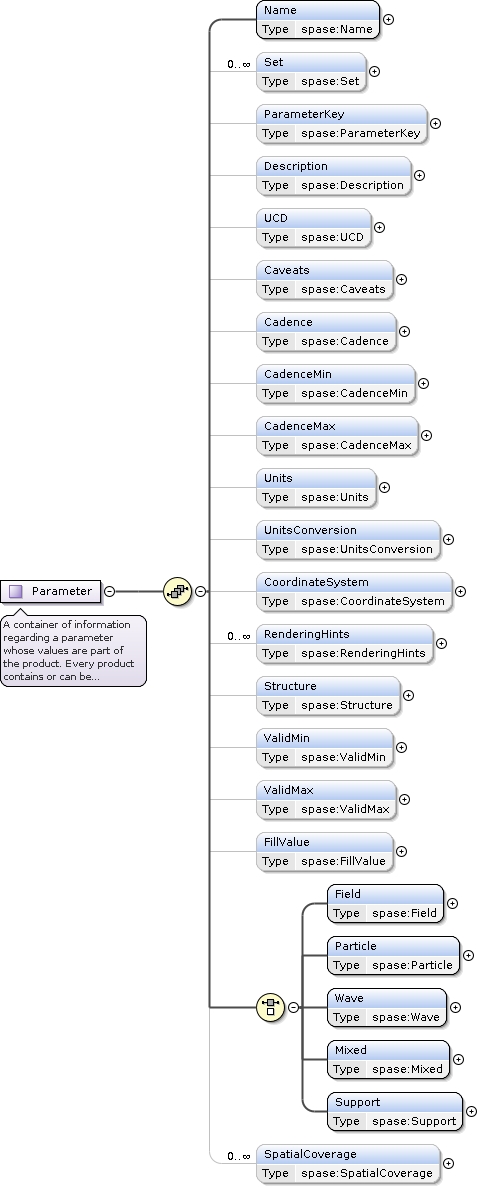 Name
Type spase:Name
0..∞
Set
Type spase:Set
ParameterKey
Type spase:ParameterKey
Description
Type spase:Description
UCD
Type spase:UCD
Caveats
Type spase:Caveats
Cadence
Type spase:Cadence
CadenceMin
Type spase:CadenceMin
CadenceMax
Type spase:CadenceMax
Units
Type spase:Units
UnitsConversion
Type spase:UnitsConversion
Parameter
A container of information
regarding a parameter
whose values are part of
the product. Every product
contains or can be...
CoordinateSystem
Type spase:CoordinateSystem
0..∞
RenderingHints
Type spase:RenderingHints
Structure
Type spase:Structure
ValidMin
Type spase:ValidMin
ValidMax
Type spase:ValidMax
FillValue
Type spase:FillValue
Field
Type spase:Field
Particle
Type spase:Particle
Wave
Type spase:Wave
Mixed
Type spase:Mixed
Support
Type spase:Support
0..∞
SpatialCoverage
Type spase:SpatialCoverage